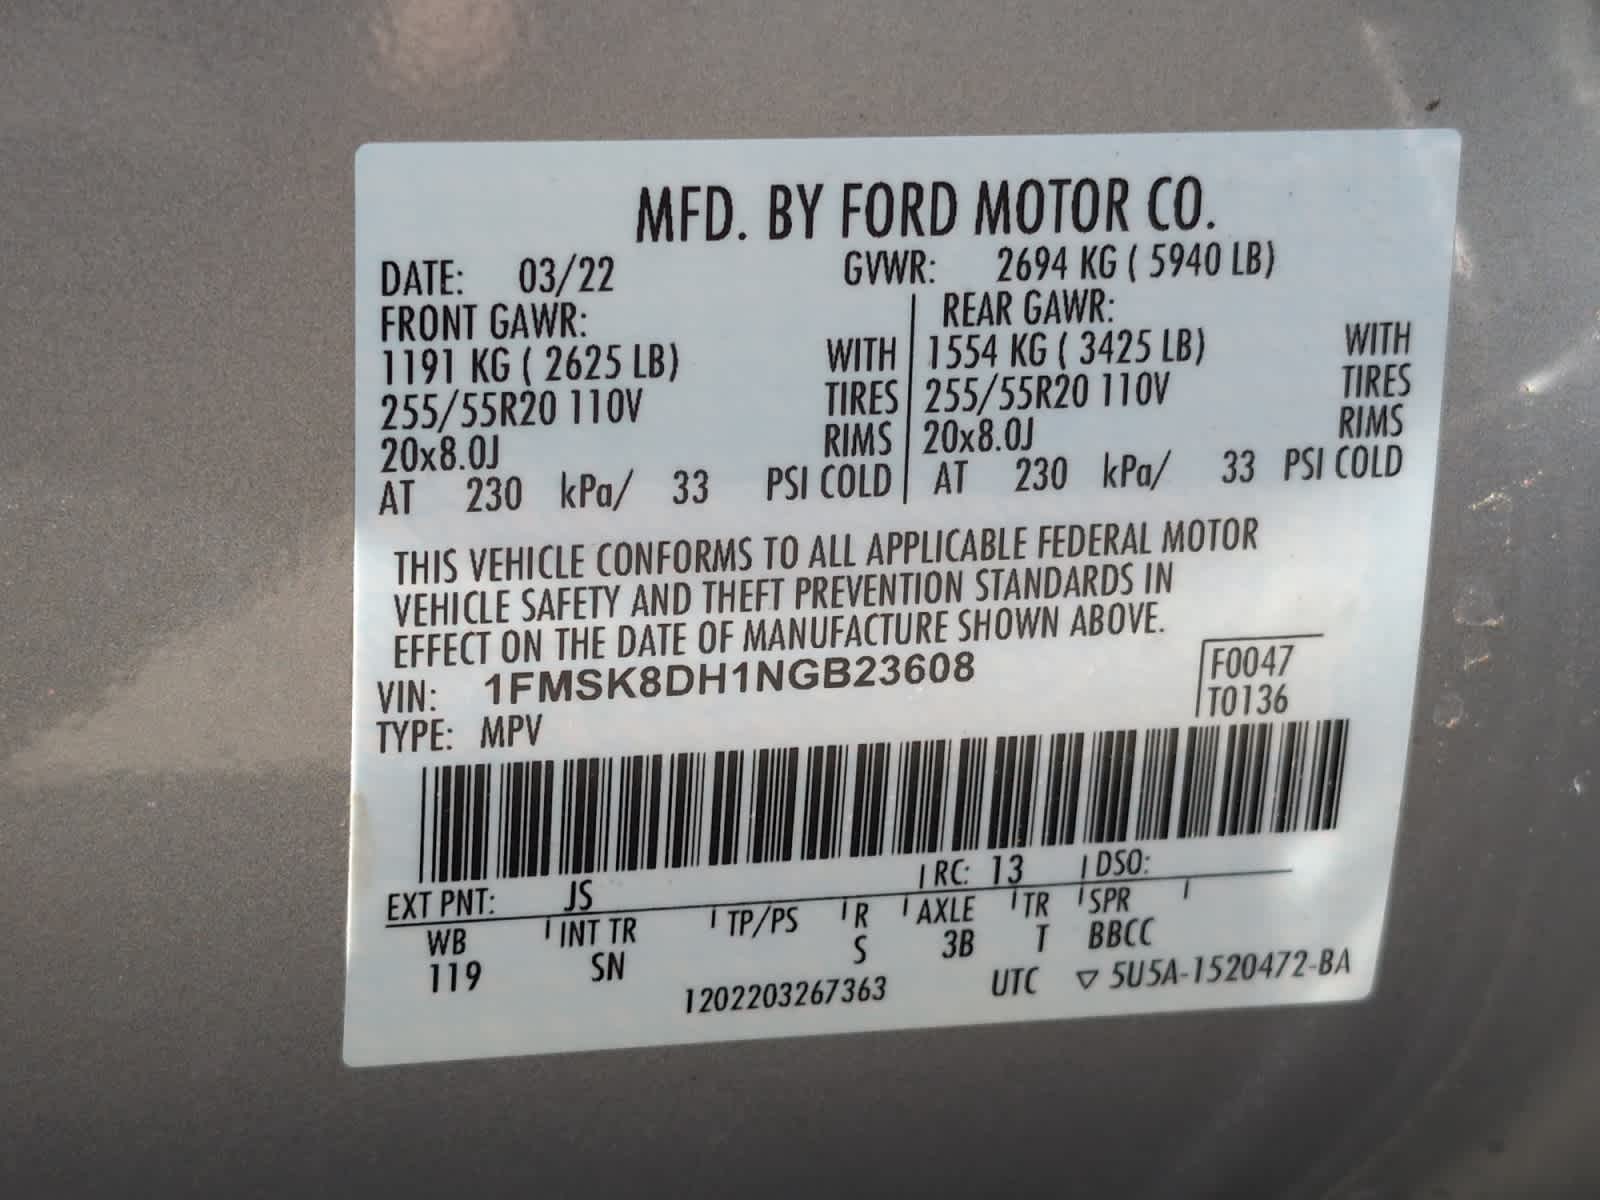 MFD. BY FORD MOTOR CO.
DATE: 03/22 GVWR: 2694 KG ( 5940 LB)
FRONT GAWR: REAR GAWR:
1191 KG ( 2625 LB) WITH 1554 KG ( 3425 LB) WITH
255/55R20 110V TIRES 255/55R20 110V TIRES
20x8.0J RIMS 20x8.0J RIMS
AT 230 kPa/ 33 PSI COLD AT 230 kPa/ 33 PSI COLD
THIS VEHICLE CONFORMS TO ALL APPLICABLE FEDERAL MOTOR
VEHICLE SAFETY AND THEFT PREVENTION STANDARDS IN
EFFECT ON THE DATE OF MANUFACTURE SHOWN ABOVE.
VIN: 1FMSK8DH1NGB23608 F0047
TYPE: MPV T0136
EXT PNT: JS RC: 13 DSO:
WB INT TR TP/PS R AXLE TR SPR
119 SN S 3B T BBCC
1202203267363 UTC ▽ 5U5A-1520472-BA